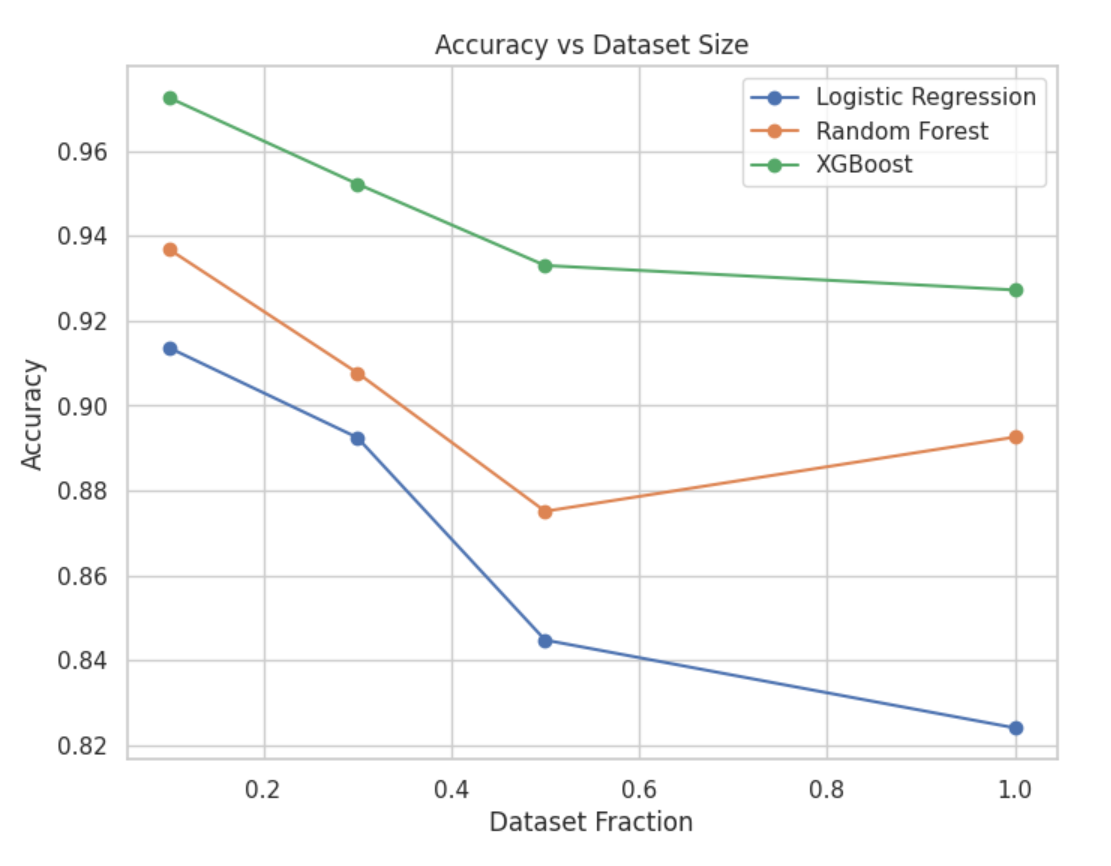 Accuracy vs Dataset Size
Logistic Regression
Random Forest
XGBoost
0.96
0.94
0.92
0.90
0.88
0.86
0.84
0.82
Accuracy
0.2
0.4
0.6
0.8
1.0
Dataset Fraction